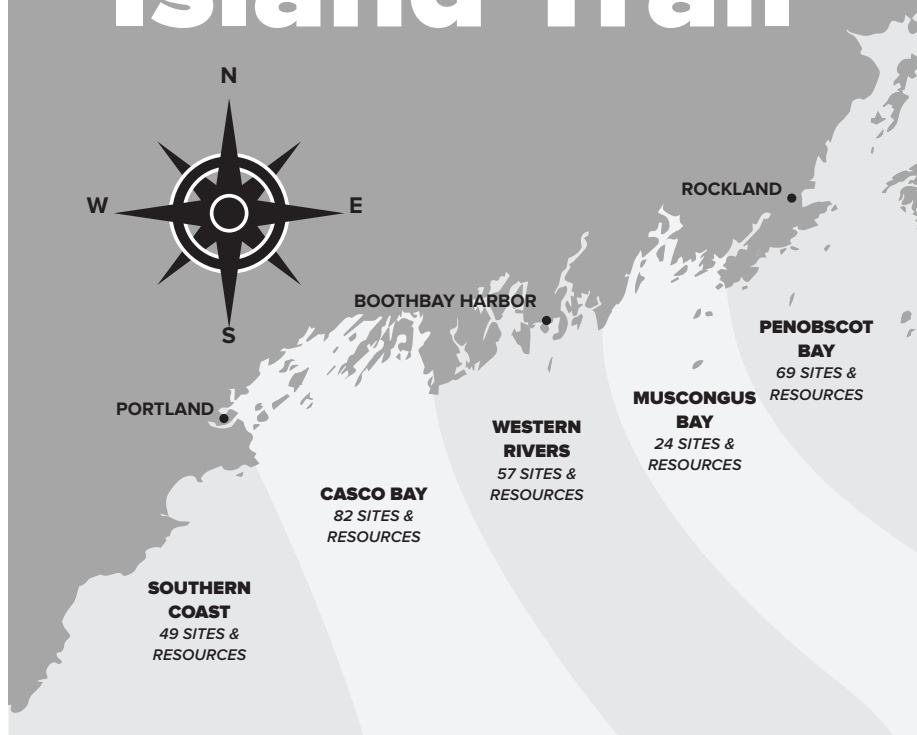 Island Trail
N
W
E
S
ROCKLAND
BOOTHBAY HARBOR
PORTLAND
PENOBSCOT
BAY
69 SITES &
RESOURCES
MUSCONGUS
BAY
24 SITES &
RESOURCES
WESTERN
RIVERS
57 SITES &
RESOURCES
CASCO BAY
82 SITES &
RESOURCES
SOUTHERN
COAST
49 SITES &
RESOURCES